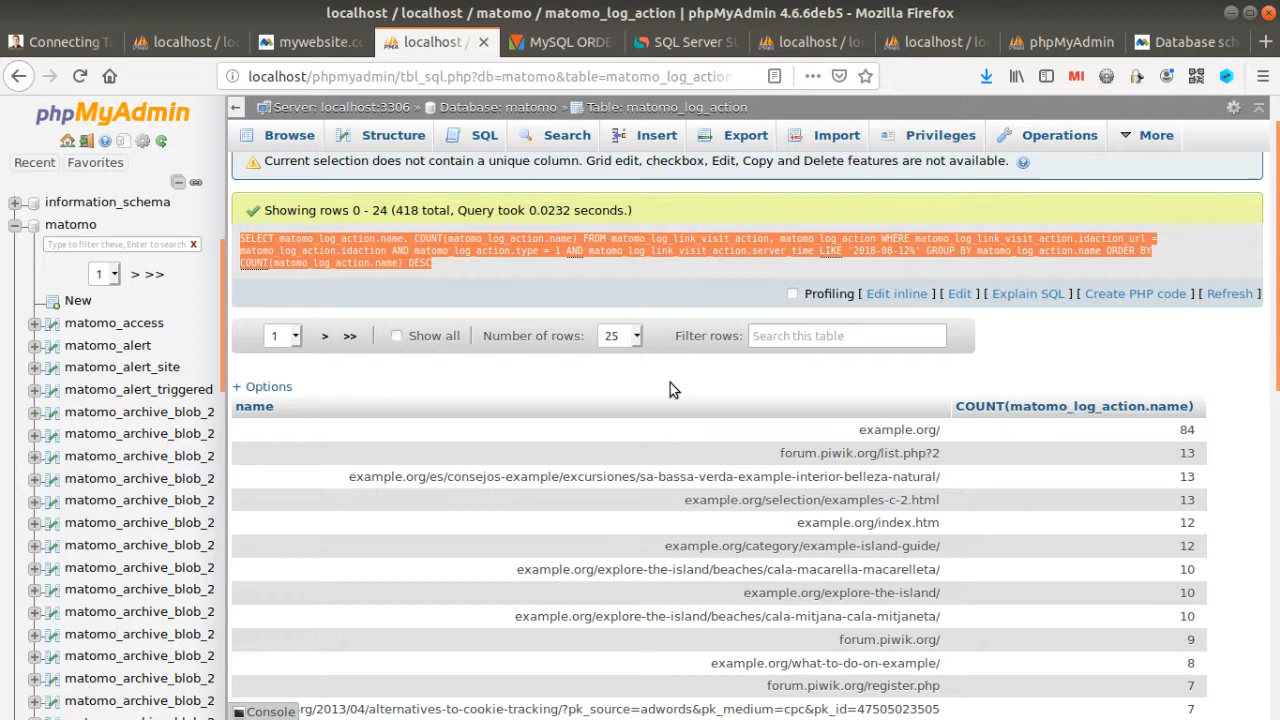 localhost / localhost / matomo / matomo_log_action | phpMyAdmin 4.6.6deb5 - Mozilla Firefox
Connecting Ta
localhost / lo
mywebsite.co
localhost /
MySQL ORDE
SQL Server SU
localhost / lo
localhost / lo
phpMyAdmin
Database sch
localhost/phpmyadmin/tbl_sql.php?db=matomo&table=matomo_log_action
phpMyAdmin
Recent Favorites
information_schema
matomo
Type to filter these, Enter to search X
1 > >>
New
matomo_access
matomo_alert
matomo_alert_site
matomo_alert_triggered
matomo_archive_blob_2
matomo_archive_blob_2
matomo_archive_blob_2
matomo_archive_blob_2
matomo_archive_blob_2
matomo_archive_blob_2
matomo_archive_blob_2
matomo_archive_blob_2
matomo_archive_blob_2
matomo_archive_blob_2
matomo_archive_blob_2
matomo_archive_blob_2
matomo_archive_blob_2
matomo_archive_blob_2
Server: localhost:3306 » Database: matomo » Table: matomo_log_action
Browse Structure SQL Search Insert Export Import Privileges Operations More
Current selection does not contain a unique column. Grid edit, checkbox, Edit, Copy and Delete features are not available.
Showing rows 0 - 24 (418 total, Query took 0.0232 seconds.)
SELECT matomo_log_action.name, COUNT(matomo_log_action.name) FROM matomo_log_link_visit_action, matomo_log_action WHERE matomo_log_link_visit_action.idaction_url =
matomo_log_action.idaction AND matomo_log_action.type = 1 AND matomo_log_link_visit_action.server_time LIKE '2018-08-12%' GROUP BY matomo_log_action.name ORDER BY
COUNT(matomo_log_action.name) DESC
Profiling [ Edit inline ] [ Edit ] [ Explain SQL ] [ Create PHP code ] [ Refresh ]
1 > >> Show all Number of rows: 25 Filter rows: Search this table
+ Options
name COUNT(matomo_log_action.name)
example.org/ 84
forum.piwik.org/list.php?2 13
example.org/es/consejos-example/excursiones/sa-bassa-verda-example-interior-belleza-natural/ 13
example.org/selection/examples-c-2.html 13
example.org/index.htm 12
example.org/category/example-island-guide/ 12
example.org/explore-the-island/beaches/cala-macarella-macarelleta/ 10
example.org/explore-the-island/ 10
example.org/explore-the-island/beaches/cala-mitjana-cala-mitjaneta/ 10
forum.piwik.org/ 9
example.org/what-to-do-on-example/ 8
forum.piwik.org/register.php 7
rg/2013/04/alternatives-to-cookie-tracking/?pk_source=adwords&pk_medium=cpc&pk_id=47505023505 7
Console